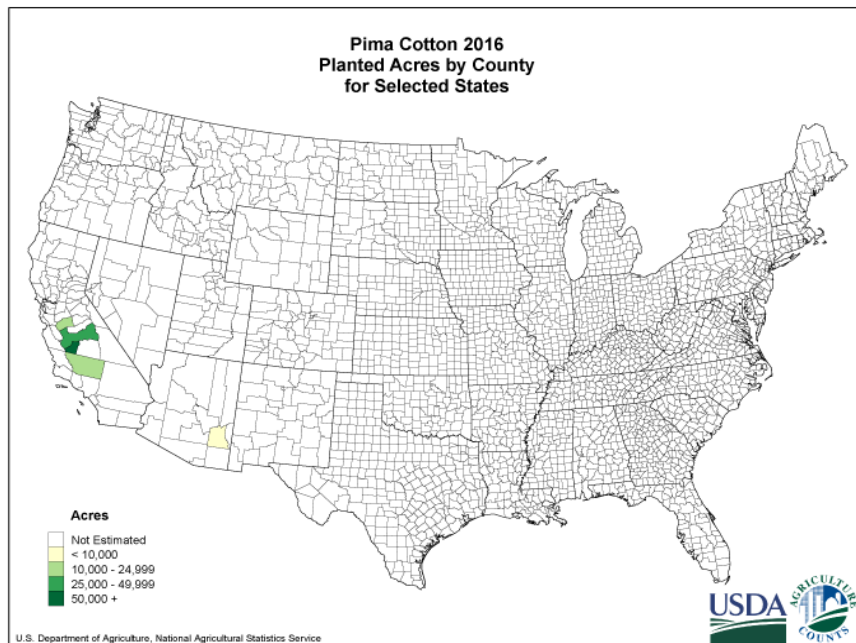 Pima Cotton 2016
Planted Acres by County
for Selected States
Acres
Not Estimated
< 10,000
10,000 - 24,999
25,000 - 49,999
50,000 +
USDA
AGRICULTURE
COUNTS
U.S. Department of Agriculture, National Agricultural Statistics Service